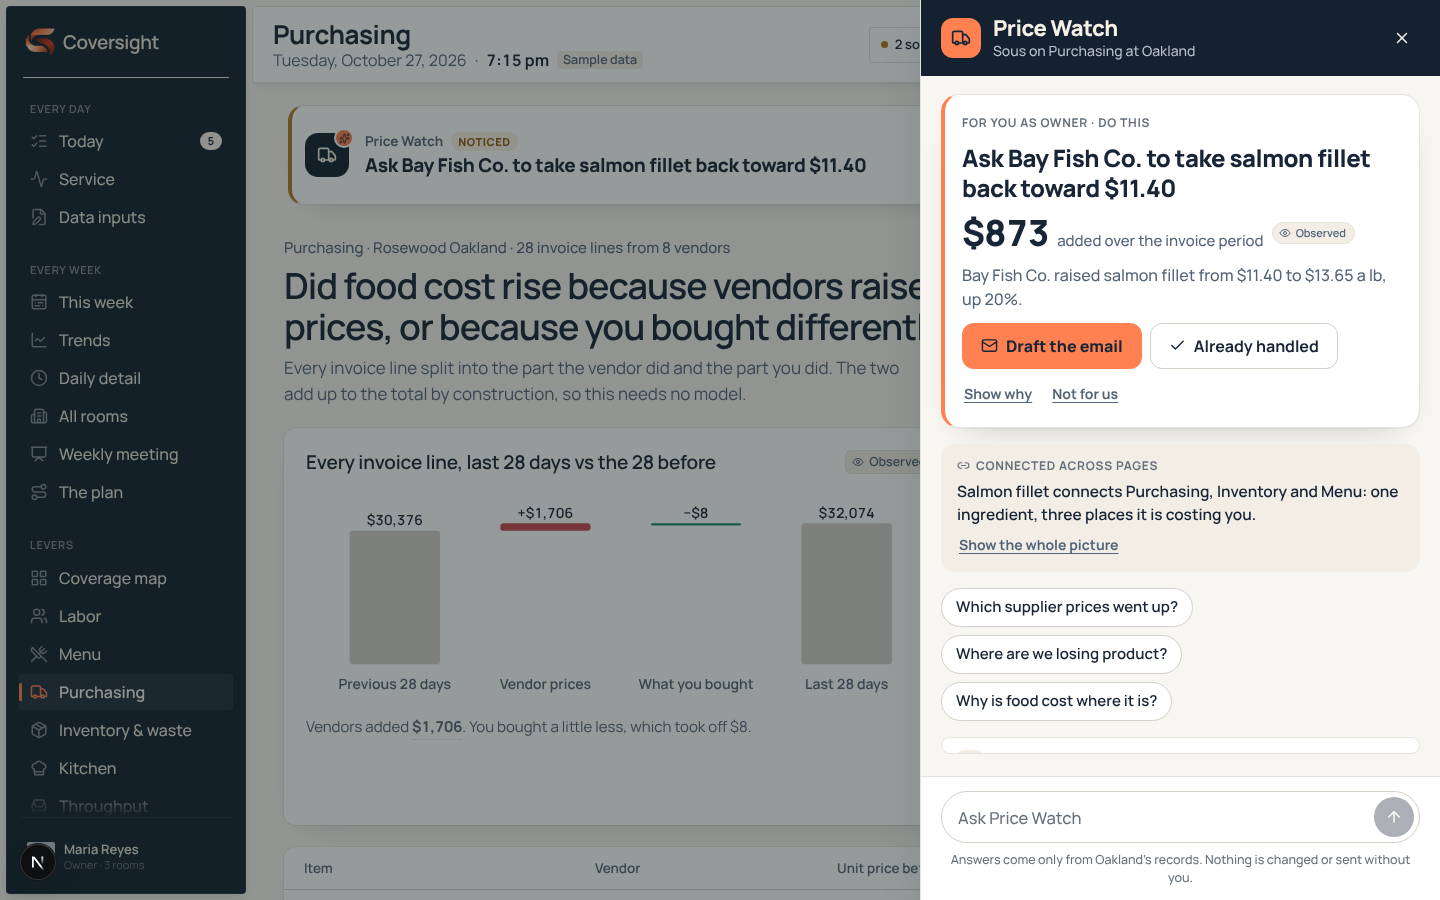 Coversight
EVERY DAY
Today
5
Service
Data inputs
EVERY WEEK
This week
Trends
Daily detail
All rooms
Weekly meeting
The plan
LEVERS
Coverage map
Labor
Menu
Purchasing
Inventory & waste
Kitchen
Throughput
N
Maria Reyes
Owner · 3 rooms
Purchasing
Tuesday, October 27, 2026 · 7:15 pm Sample data
2 so
Price Watch NOTICED
Ask Bay Fish Co. to take salmon fillet back toward $11.40
Purchasing · Rosewood Oakland · 28 invoice lines from 8 vendors
Did food cost rise because vendors raise
prices, or because you bought different
Every invoice line split into the part the vendor did and the part you did. The two
add up to the total by construction, so this needs no model.
Every invoice line, last 28 days vs the 28 before
Observe
$30,376
+$1,706
−$8
$32,074
Previous 28 days
Vendor prices
What you bought
Last 28 days
Vendors added $1,706. You bought a little less, which took off $8.
Item
Vendor
Unit price be
Price Watch
Sous on Purchasing at Oakland
FOR YOU AS OWNER · DO THIS
Ask Bay Fish Co. to take salmon fillet
back toward $11.40
$873 added over the invoice period Observed
Bay Fish Co. raised salmon fillet from $11.40 to $13.65 a lb,
up 20%.
Draft the email
Already handled
Show why
Not for us
CONNECTED ACROSS PAGES
Salmon fillet connects Purchasing, Inventory and Menu: one
ingredient, three places it is costing you.
Show the whole picture
Which supplier prices went up?
Where are we losing product?
Why is food cost where it is?
Ask Price Watch
Answers come only from Oakland's records. Nothing is changed or sent without
you.